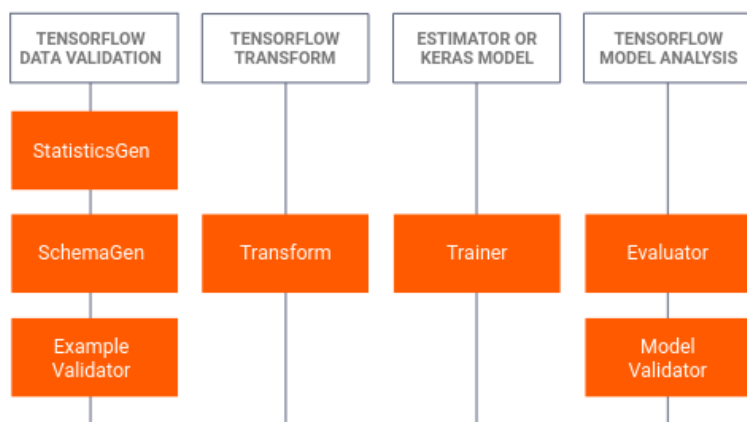 TENSORFLOW
DATA VALIDATION
TENSORFLOW
TRANSFORM
ESTIMATOR OR
KERAS MODEL
TENSORFLOW
MODEL ANALYSIS
StatisticsGen
SchemaGen
Transform
Trainer
Evaluator
Example
Validator
Model
Validator